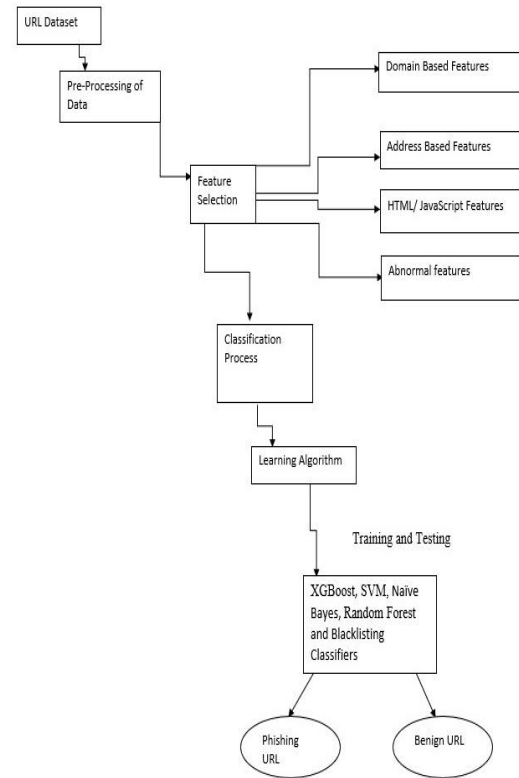 URL Dataset
Pre-Processing of
Data
Domain Based Features
Address Based Features
Feature
Selection
HTML/ JavaScript Features
Abnormal features
Classification
Process
Learning Algorithm
Training and Testing
XGBoost, SVM, Naïve
Bayes, Random Forest
and Blacklisting
Classifiers
Phishing
URL
Benign URL